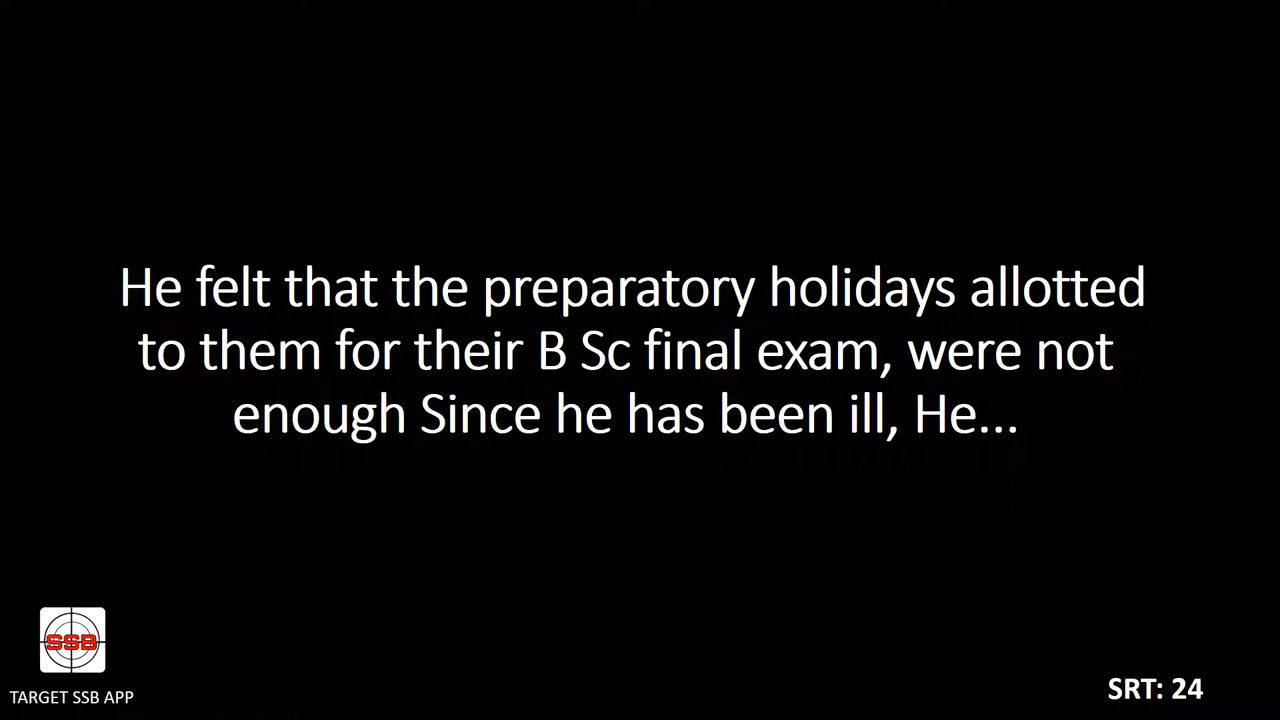 He felt that the preparatory holidays allotted
to them for their B Sc final exam, were not
enough Since he has been ill, He...
SSB
TARGET SSB APP
SRT: 24